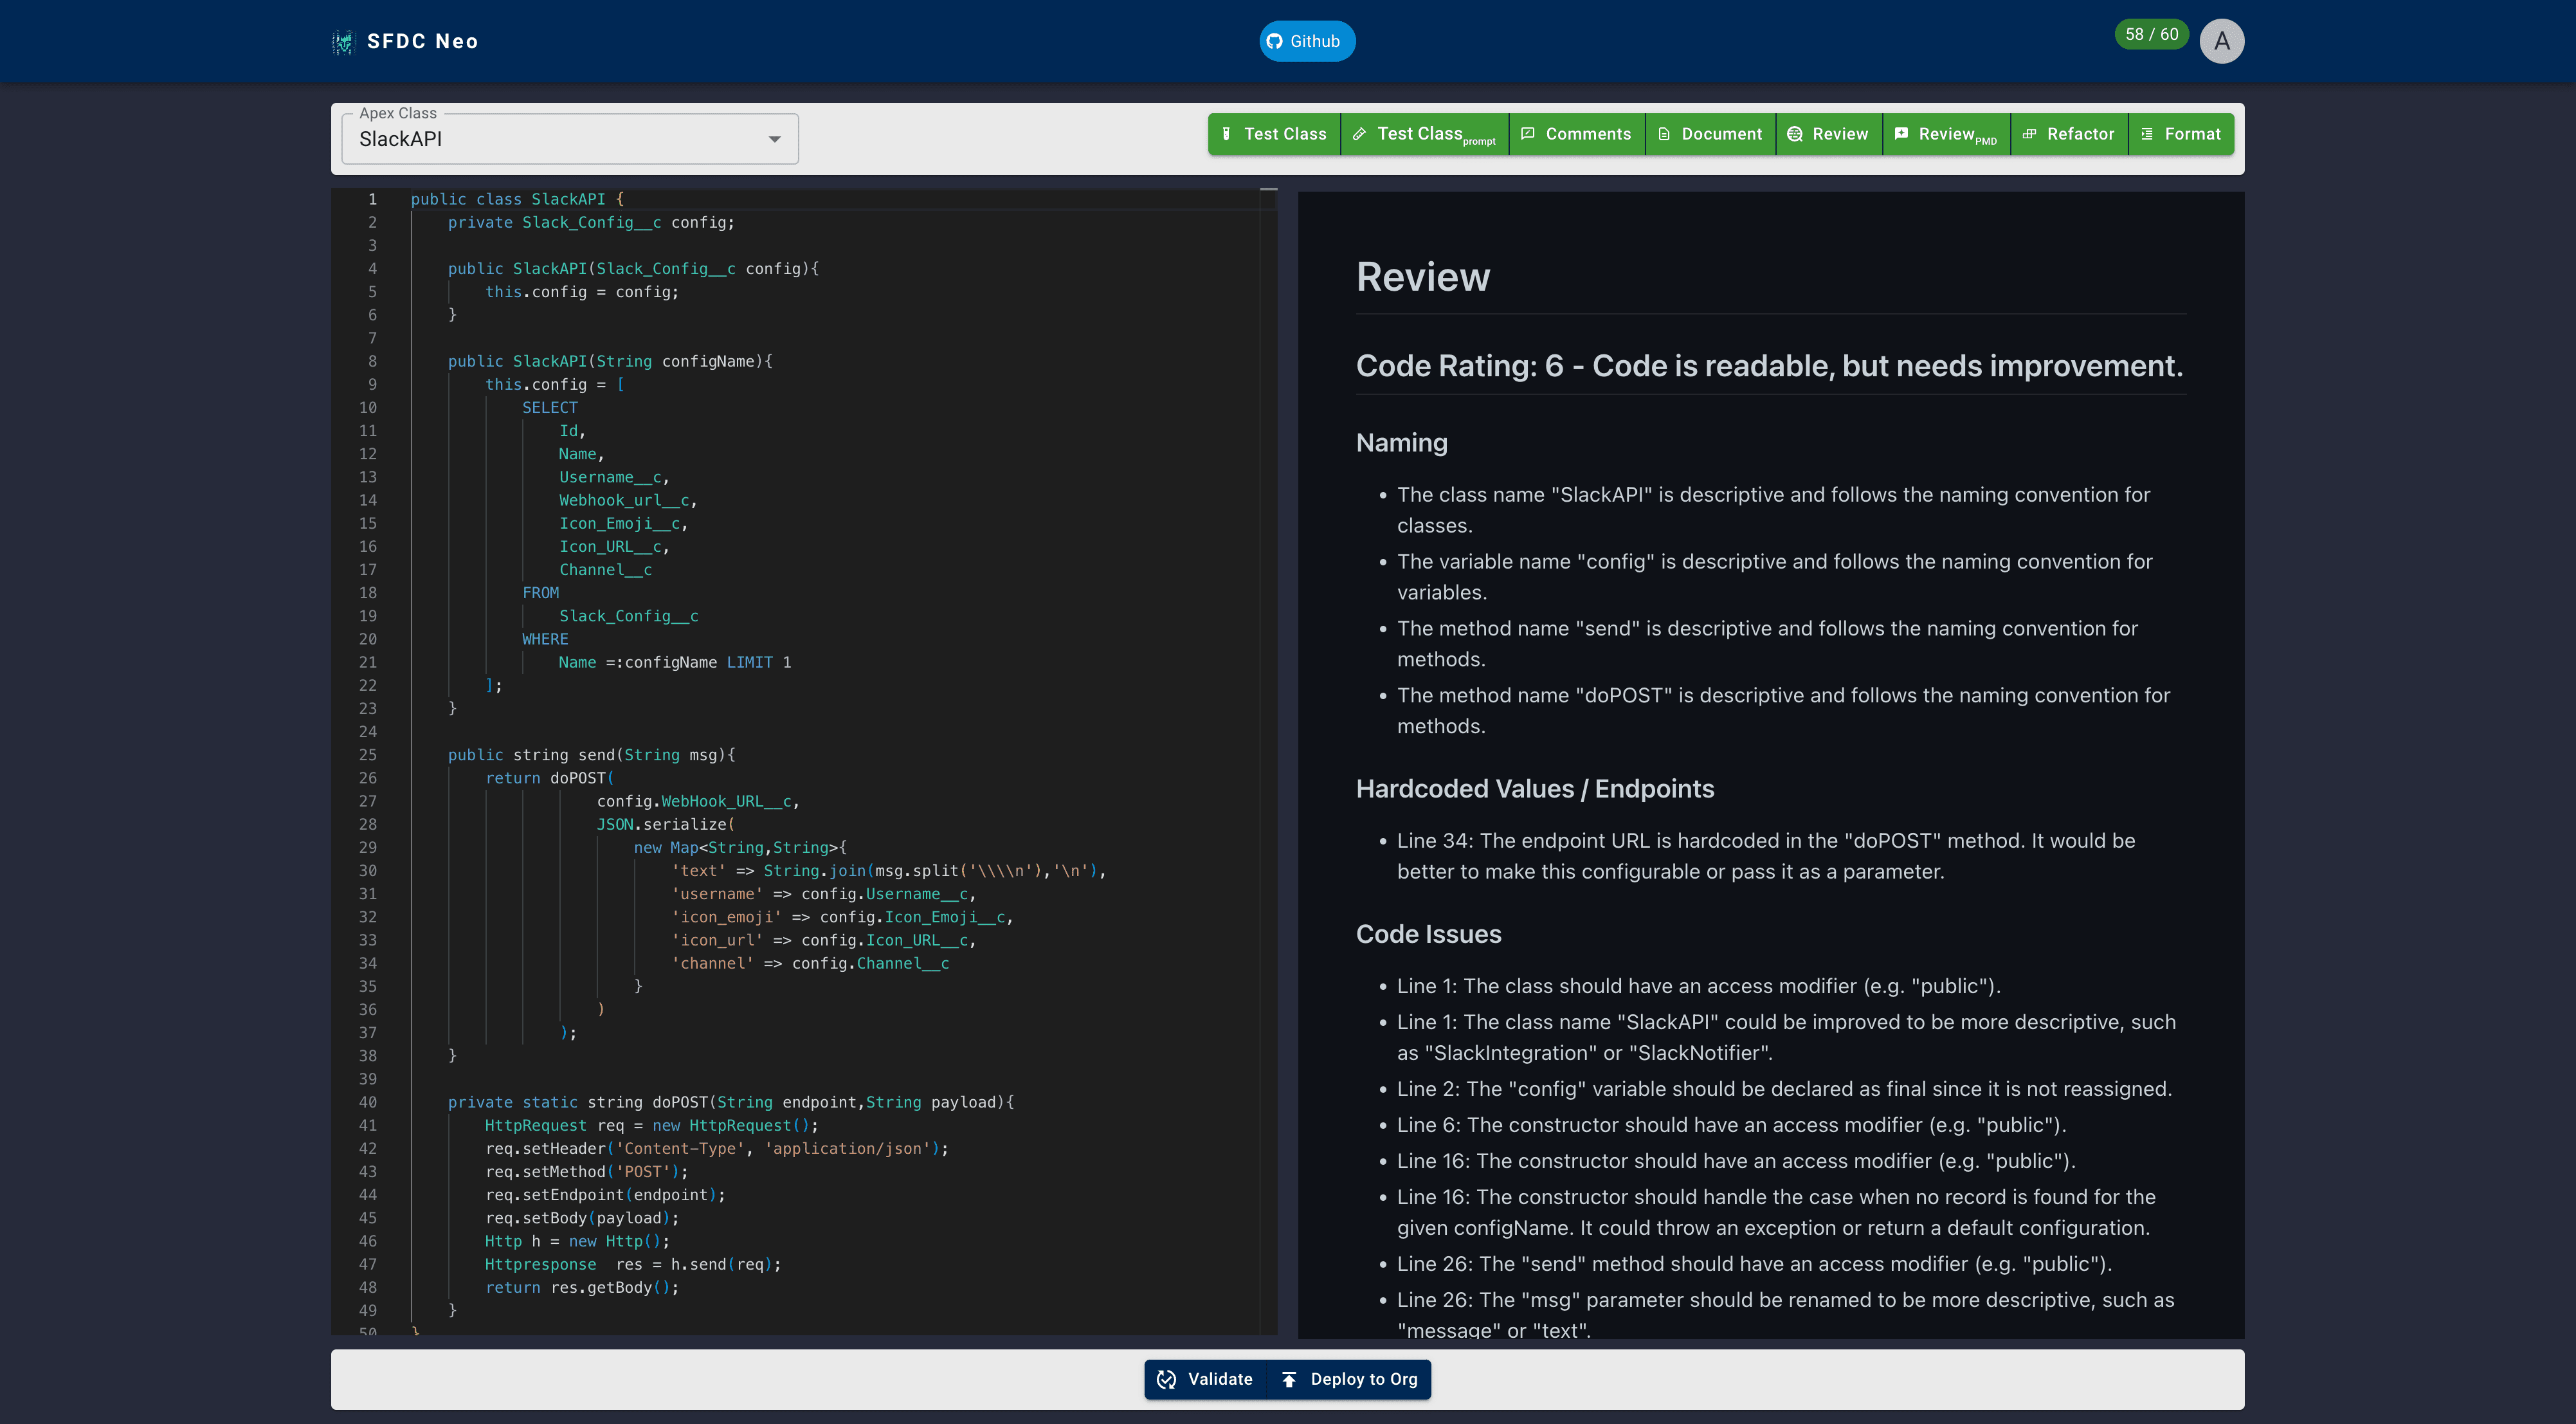 SFDC Neo
Github
58 / 60
A
Apex Class
SlackAPI
Test Class
Test Class prompt
Comments
Document
Review
Review PMD
Refactor
Format
1 public class SlackAPI {
2 private Slack_Config__c config;
3
4 public SlackAPI(Slack_Config__c config){
5 this.config = config;
6 }
7
8 public SlackAPI(String configName){
9 this.config = [
10 SELECT
11 Id,
12 Name,
13 Username__c,
14 Webhook_url__c,
15 Icon_Emoji__c,
16 Icon_URL__c,
17 Channel__c
18 FROM
19 Slack_Config__c
20 WHERE
21 Name =:configName LIMIT 1
22 ];
23 }
24
25 public string send(String msg){
26 return doPOST(
27 config.WebHook_URL__c,
28 JSON.serialize(
29 new Map<String,String>{
30 'text' => String.join(msg.split('\\\\n'),'\n'),
31 'username' => config.Username__c,
32 'icon_emoji' => config.Icon_Emoji__c,
33 'icon_url' => config.Icon_URL__c,
34 'channel' => config.Channel__c
35 }
36 )
37 );
38 }
39
40 private static string doPOST(String endpoint,String payload){
41 HttpRequest req = new HttpRequest();
42 req.setHeader('Content-Type', 'application/json');
43 req.setMethod('POST');
44 req.setEndpoint(endpoint);
45 req.setBody(payload);
46 Http h = new Http();
47 Httpresponse  res = h.send(req);
48 return res.getBody();
49 }
50 }
Review
Code Rating: 6 - Code is readable, but needs improvement.
Naming
• The class name "SlackAPI" is descriptive and follows the naming convention for
classes.
• The variable name "config" is descriptive and follows the naming convention for
variables.
• The method name "send" is descriptive and follows the naming convention for
methods.
• The method name "doPOST" is descriptive and follows the naming convention for
methods.
Hardcoded Values / Endpoints
• Line 34: The endpoint URL is hardcoded in the "doPOST" method. It would be
better to make this configurable or pass it as a parameter.
Code Issues
• Line 1: The class should have an access modifier (e.g. "public").
• Line 1: The class name "SlackAPI" could be improved to be more descriptive, such
as "SlackIntegration" or "SlackNotifier".
• Line 2: The "config" variable should be declared as final since it is not reassigned.
• Line 6: The constructor should have an access modifier (e.g. "public").
• Line 16: The constructor should have an access modifier (e.g. "public").
• Line 16: The constructor should handle the case when no record is found for the
given configName. It could throw an exception or return a default configuration.
• Line 26: The "send" method should have an access modifier (e.g. "public").
• Line 26: The "msg" parameter should be renamed to be more descriptive, such as
"message" or "text".
Validate
Deploy to Org